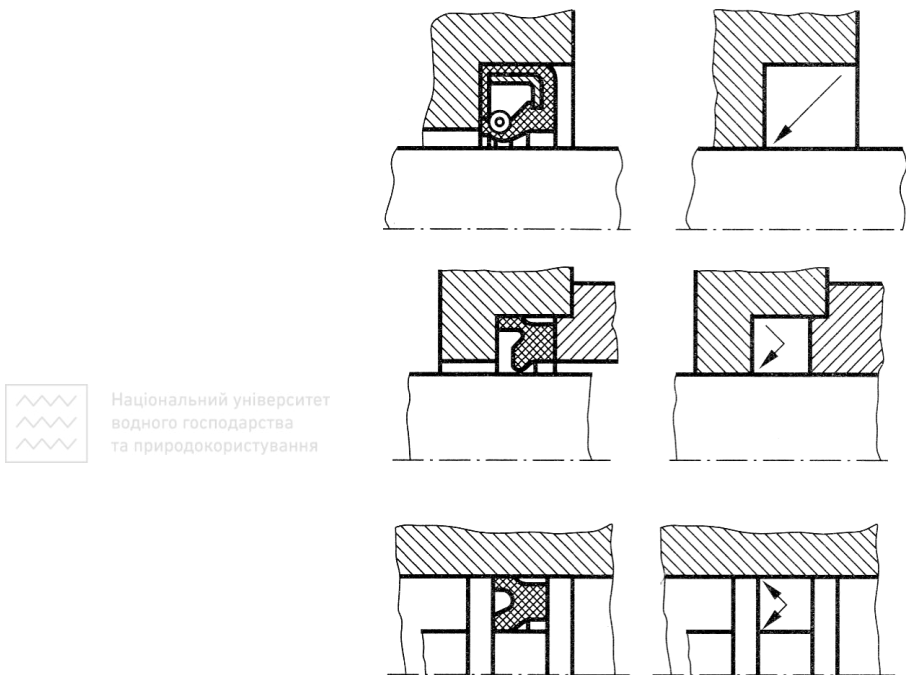 Національний університет
водного господарства
та природокористування